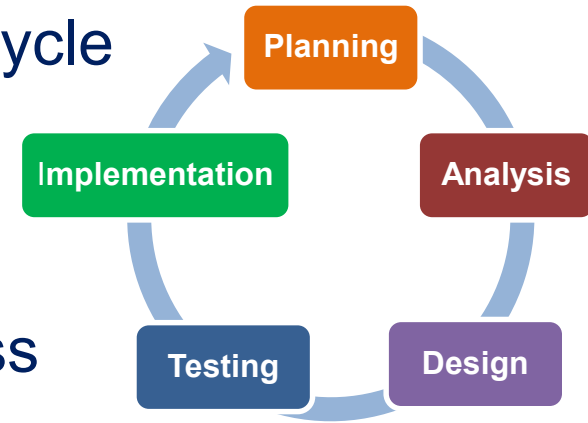 ycle
Planning
Implementation
Analysis
ss
Testing
Design